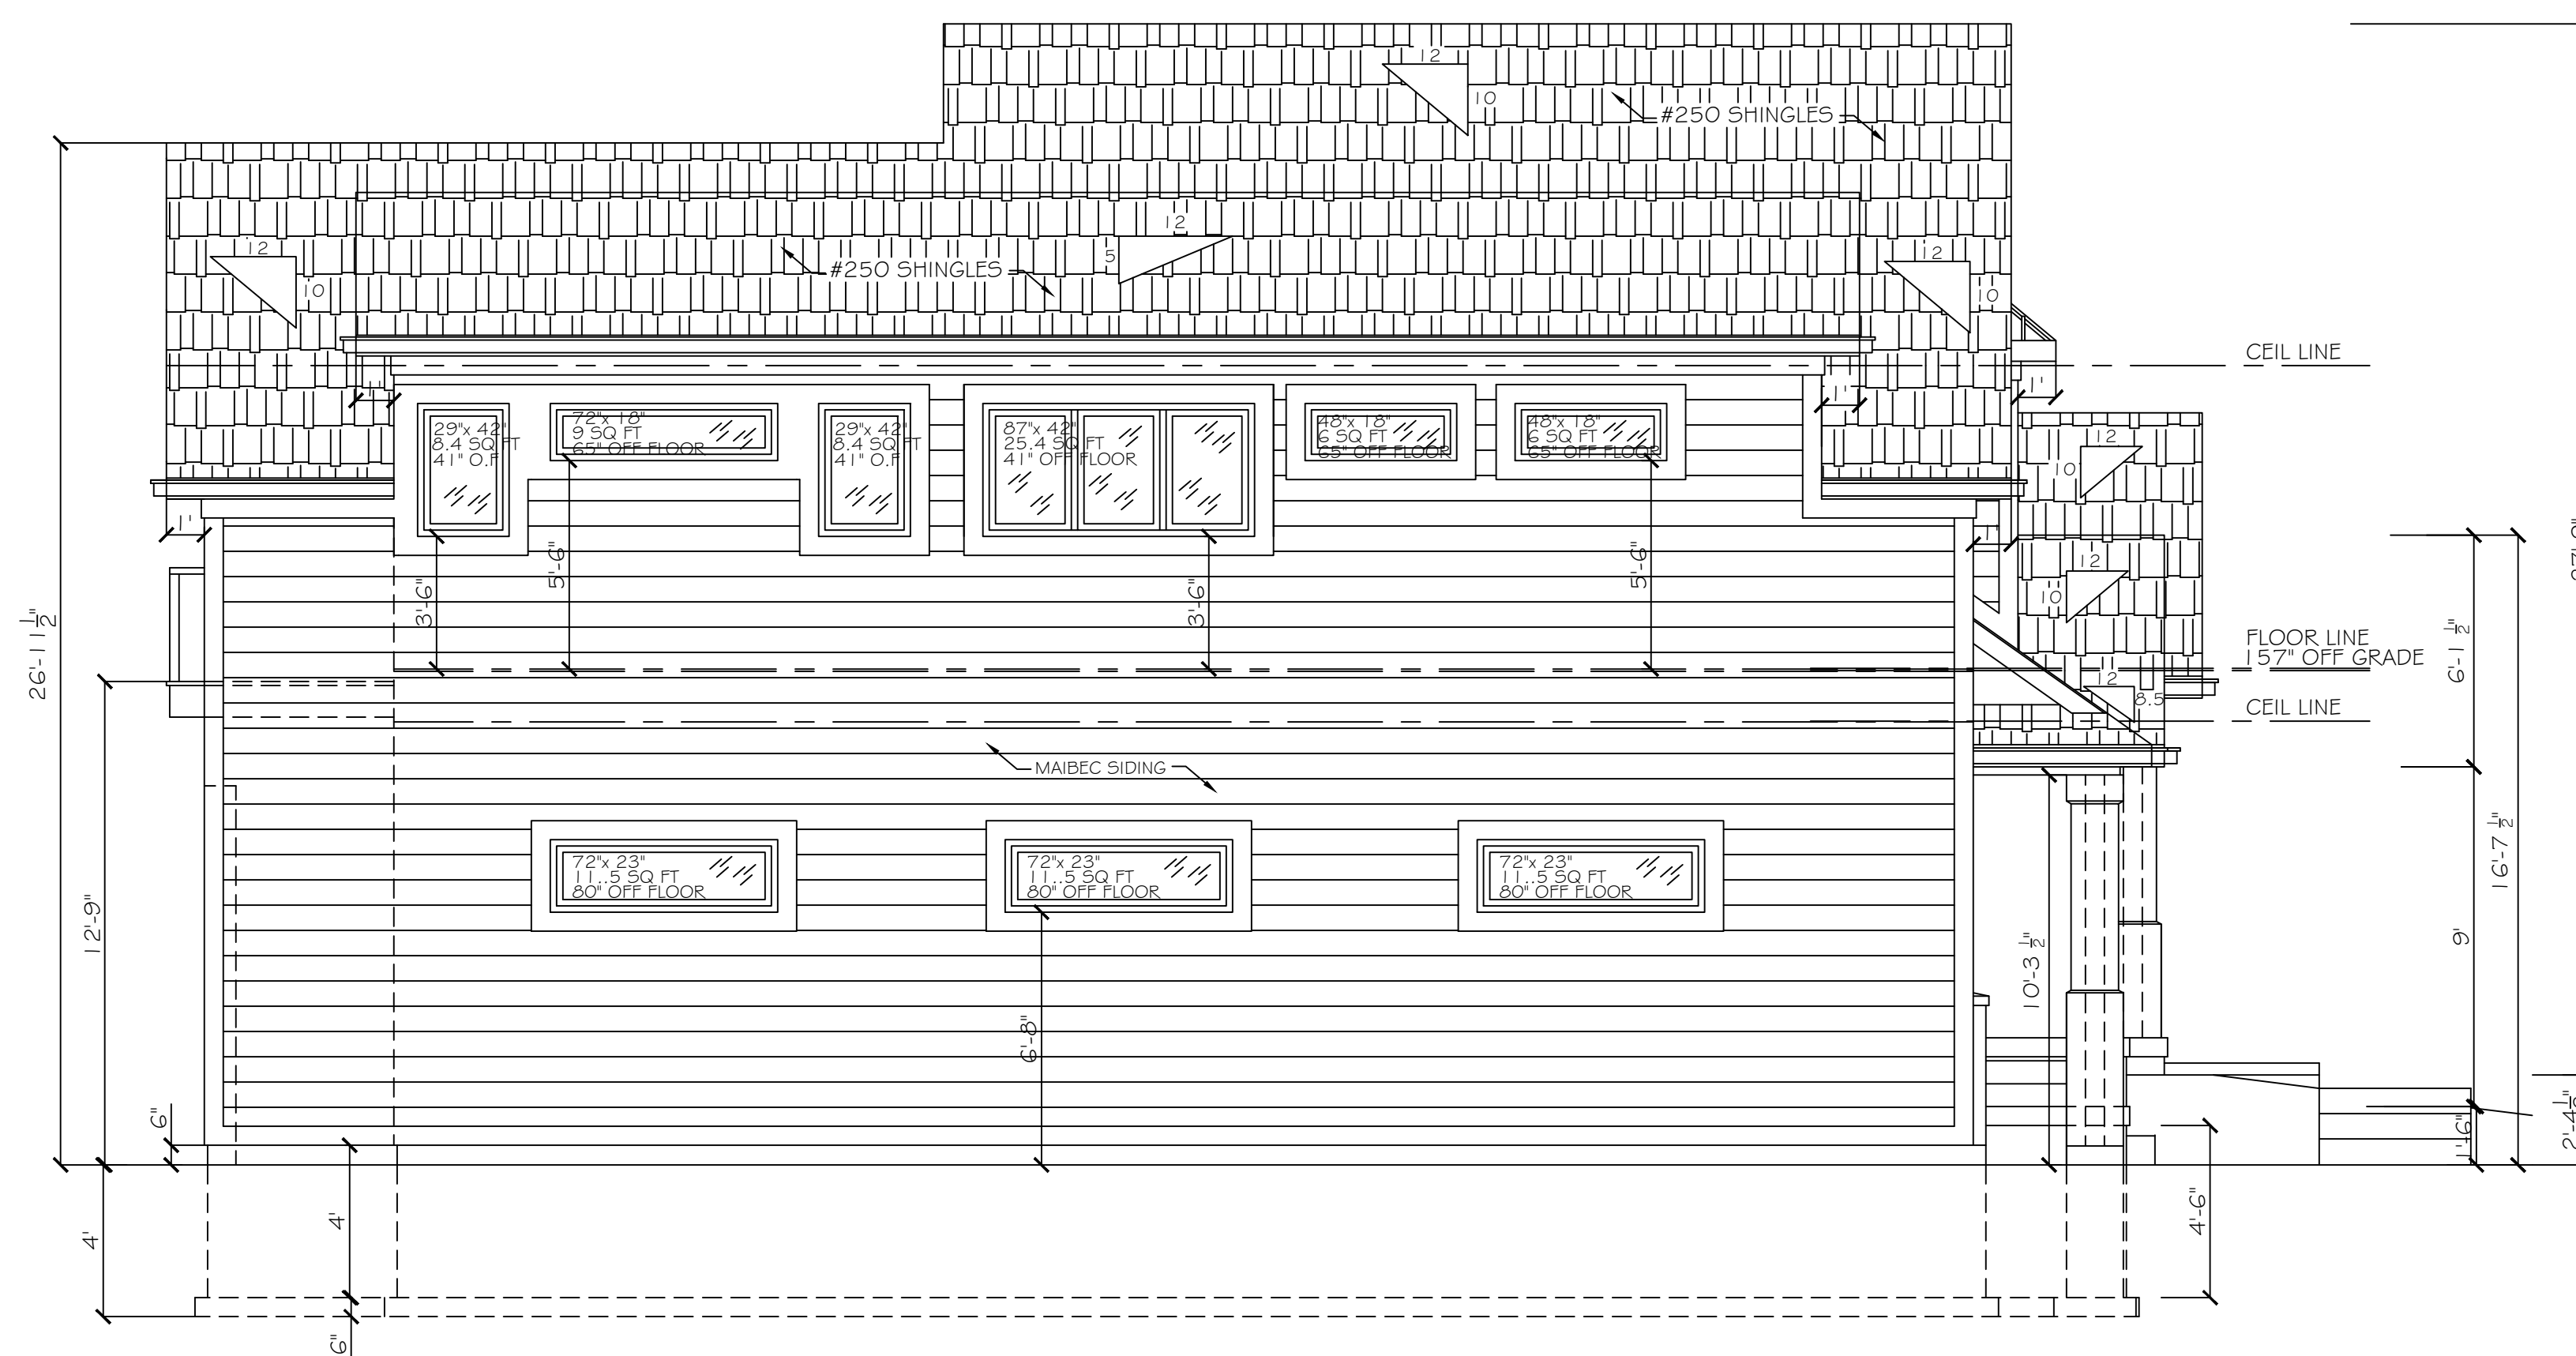 12
10
#250 SHINGLES
12
5
#250 SHINGLES
12
10
12
10
CEIL LINE
1'
1'
1'
29"x 42"
8.4 SQ FT
41" O.F
72"x 18"
9 SQ FT
65" OFF FLOOR
29"x 42"
8.4 SQ FT
41" O.F
87"x 42"
25.4 SQ FT
41" OFF FLOOR
48"x 18"
6 SQ FT
65" OFF FLOOR
48"x 18"
6 SQ FT
65" OFF FLOOR
12
10
1'
1'
12
10
3'-6"
5'-6"
3'-6"
5'-6"
26'-11 1/2"
6'-1 1/2"
FLOOR LINE
157" OFF GRADE
12
8.5
CEIL LINE
MAIBEC SIDING
72"x 23"
11..5 SQ FT
80" OFF FLOOR
72"x 23"
11..5 SQ FT
80" OFF FLOOR
72"x 23"
11..5 SQ FT
80" OFF FLOOR
12'-9"
16'-7 1/2"
9'
10'-3 1/2"
6'-8"
6"
1'-6"
2'-4 1/2"
4'
4'
4'-6"
6"